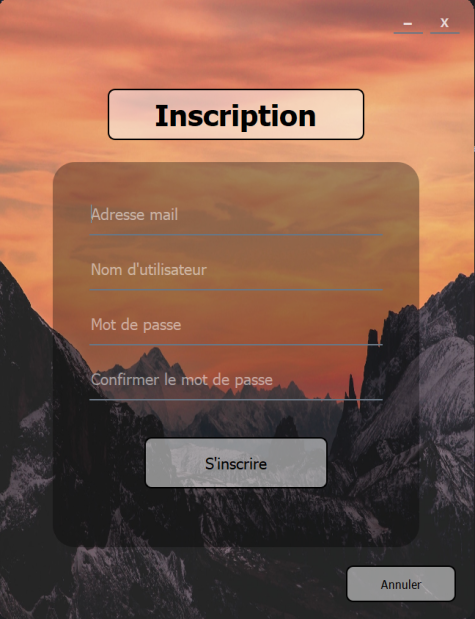 – x
Inscription
Adresse mail
Nom d'utilisateur
Mot de passe
Confirmer le mot de passe
S'inscrire
Annuler